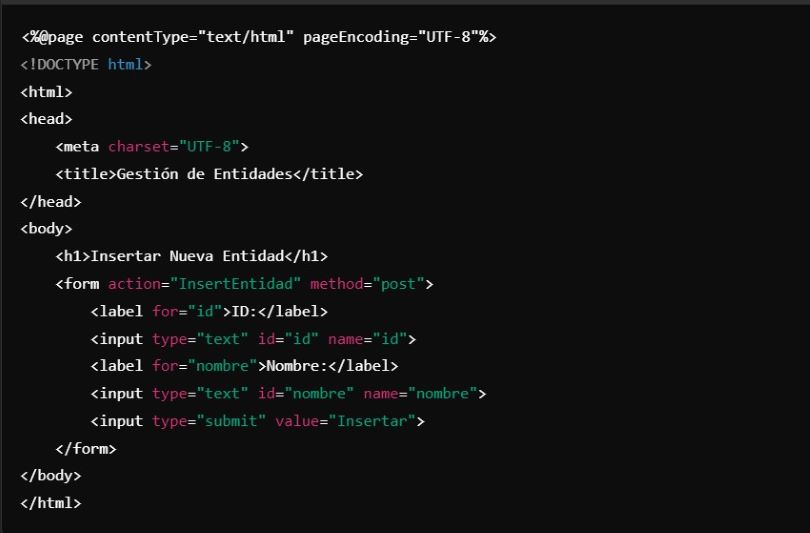 <%@page contentType="text/html" pageEncoding="UTF-8"%>
<!DOCTYPE html>
<html>
<head>
    <meta charset="UTF-8">
    <title>Gestión de Entidades</title>
</head>
<body>
    <h1>Insertar Nueva Entidad</h1>
    <form action="InsertEntidad" method="post">
        <label for="id">ID:</label>
        <input type="text" id="id" name="id">
        <label for="nombre">Nombre:</label>
        <input type="text" id="nombre" name="nombre">
        <input type="submit" value="Insertar">
    </form>
</body>
</html>